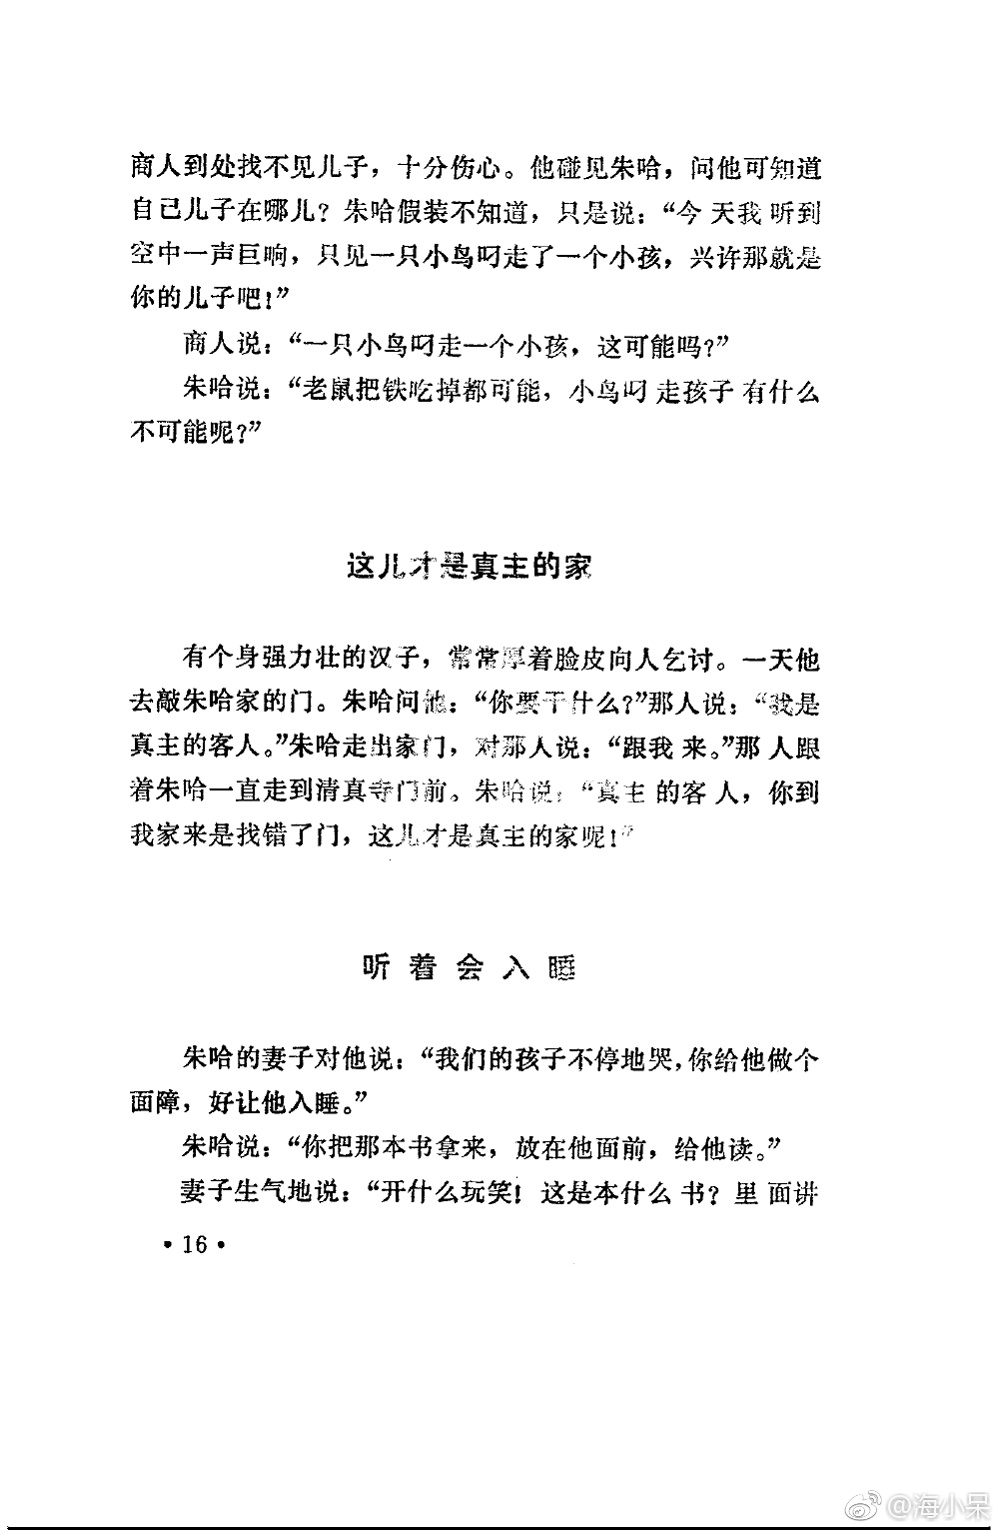 商人到处找不见儿子，十分伤心。他碰见朱哈，问他可知道
自己儿子在哪儿？朱哈假装不知道，只是说：“今天我听到
空中一声巨响，只见一只小鸟叼走了一个小孩，兴许那就是
你的儿子吧！”
商人说：“一只小鸟叼走一个小孩，这可能吗？”
朱哈说：“老鼠把铁吃掉都可能，小鸟叼走孩子有什么
不可能呢？”
这儿才是真主的家
有个身强力壮的汉子，常常厚着脸皮向人乞讨。一天他
去敲朱哈家的门。朱哈问他：“你要干什么？”那人说：“我是
真主的客人。”朱哈走出家门，对那人说：“跟我来。”那人跟
着朱哈一直走到清真寺门前。朱哈说：“真主的客人，你到
我家来是找错了门，这儿才是真主的家呢！”
听着会入睡
朱哈的妻子对他说：“我们的孩子不停地哭，你给他做个
面障，好让他入睡。”
朱哈说：“你把那本书拿来，放在他面前，给他读。”
妻子生气地说：“开什么玩笑！这是本什么书？里面讲
·16·
@海小呆